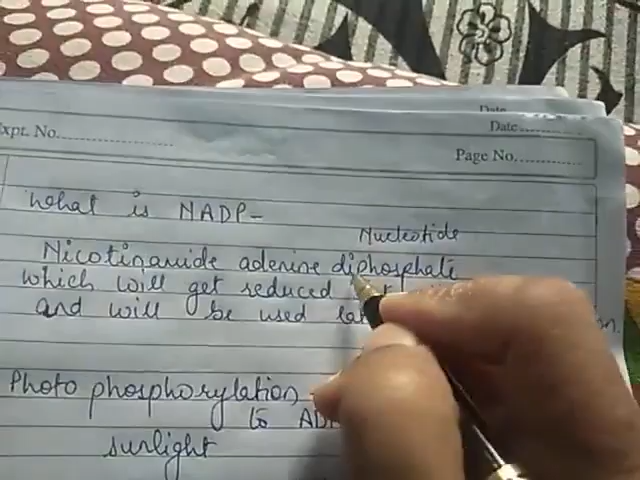 Date
Expt. No. Date
Page No.
What is NADP-
Nucleotide
Nicotinamide adenine diphosphate
which will get reduced
and will be used
Photo phosphorylation
to
sunlight